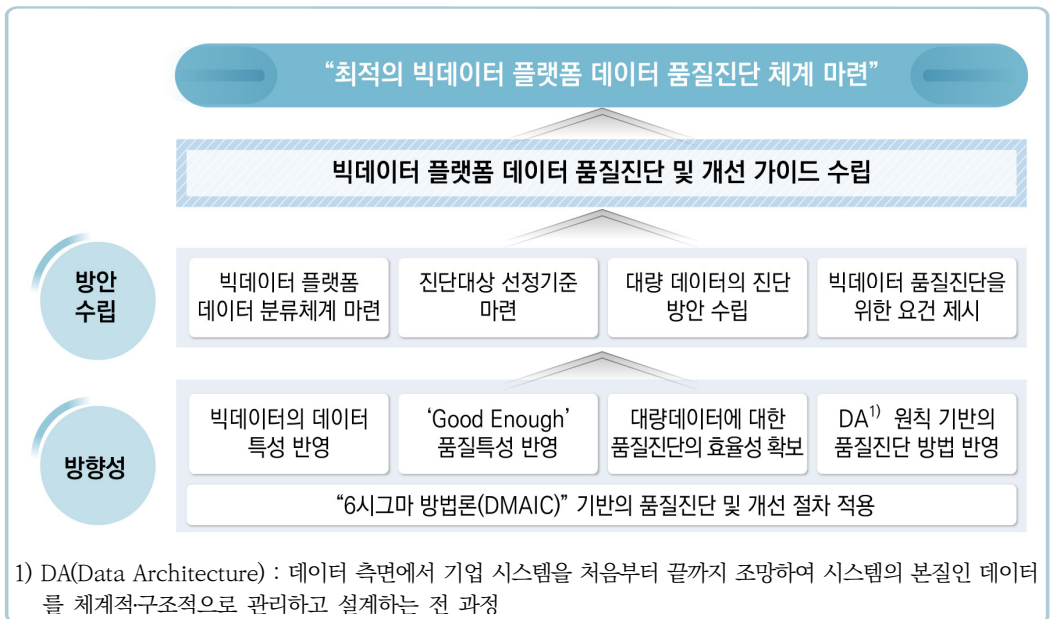 “최적의 빅데이터 플랫폼 데이터 품질진단 체계 마련”
빅데이터 플랫폼 데이터 품질진단 및 개선 가이드 수립
방안
수립
빅데이터 플랫폼
데이터 분류체계 마련
진단대상 선정기준
마련
대량 데이터의 진단
방안 수립
빅데이터 품질진단을
위한 요건 제시
방향성
빅데이터의 데이터
특성 반영
‘Good Enough’
품질특성 반영
대량데이터에 대한
품질진단의 효율성 확보
DA1) 원칙 기반의
품질진단 방법 반영
“6시그마 방법론(DMAIC)” 기반의 품질진단 및 개선 절차 적용
1) DA(Data Architecture) : 데이터 측면에서 기업 시스템을 처음부터 끝까지 조망하여 시스템의 본질인 데이터
를 체계적·구조적으로 관리하고 설계하는 전 과정